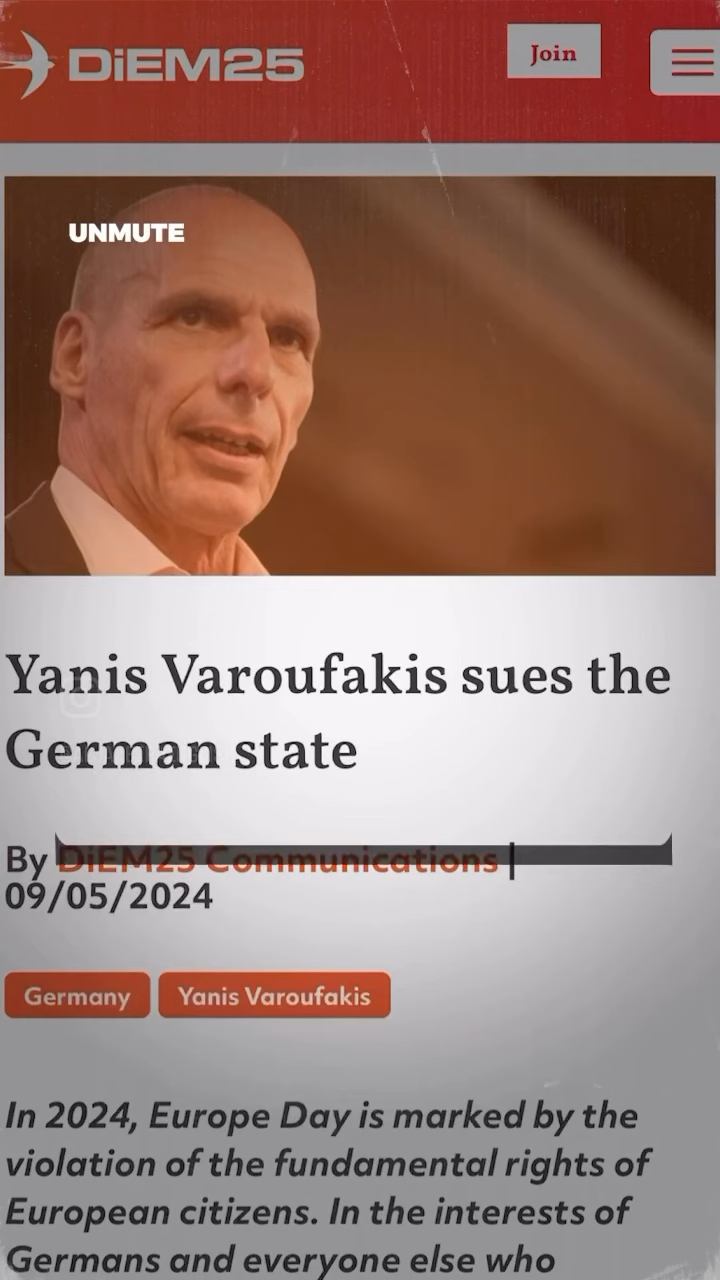 DiEM25
Join
UNMUTE
Yanis Varoufakis sues the
German state
By DiEM25 Communications |
09/05/2024
Germany
Yanis Varoufakis
In 2024, Europe Day is marked by the
violation of the fundamental rights of
European citizens. In the interests of
Germans and everyone else who